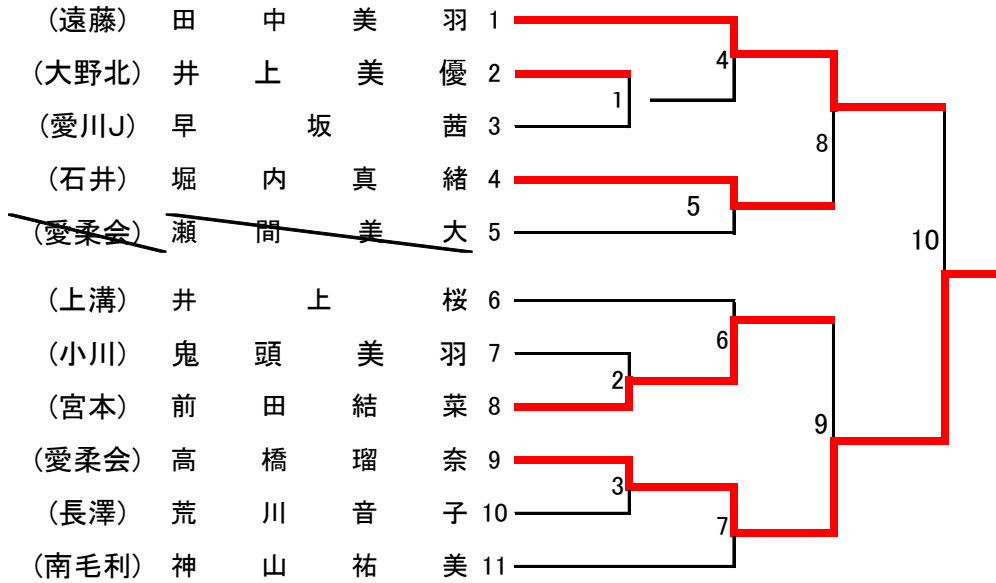 (遠藤) 田中美羽 1
(大野北) 井上美優 2
(愛川J) 早坂茜 3
(石井) 堀内真緒 4
(愛柔会) 瀬間美大 5
(上溝) 井上桜 6
(小川) 鬼頭美羽 7
(宮本) 前田結菜 8
(愛柔会) 高橋瑠奈 9
(長澤) 荒川音子 10
(南毛利) 神山祐美 11
1
2
3
4
5
6
7
8
9
10